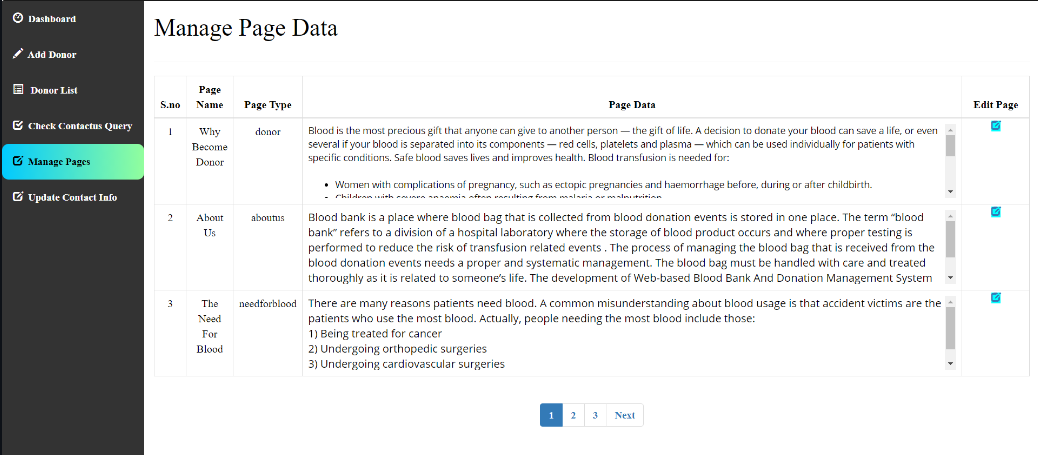 Dashboard
Add Donor
Donor List
Check Contactus Query
Manage Pages
Update Contact Info
Manage Page Data
S.no Page Name Page Type Page Data Edit Page
1 Why Become Donor donor
Blood is the most precious gift that anyone can give to another person — the gift of life. A decision to donate your blood can save a life, or even
several if your blood is separated into its components — red cells, platelets and plasma — which can be used individually for patients with
specific conditions. Safe blood saves lives and improves health. Blood transfusion is needed for:
• Women with complications of pregnancy, such as ectopic pregnancies and haemorrhage before, during or after childbirth.
• Children with severe anaemia often resulting from malaria or malnutrition.
2 About Us aboutus
Blood bank is a place where blood bag that is collected from blood donation events is stored in one place. The term “blood
bank” refers to a division of a hospital laboratory where the storage of blood product occurs and where proper testing is
performed to reduce the risk of transfusion related events . The process of managing the blood bag that is received from the
blood donation events needs a proper and systematic management. The blood bag must be handled with care and treated
thoroughly as it is related to someone’s life. The development of Web-based Blood Bank And Donation Management System
3 The Need For Blood needforblood
There are many reasons patients need blood. A common misunderstanding about blood usage is that accident victims are the
patients who use the most blood. Actually, people needing the most blood include those:
1) Being treated for cancer
2) Undergoing orthopedic surgeries
3) Undergoing cardiovascular surgeries
1 2 3 Next